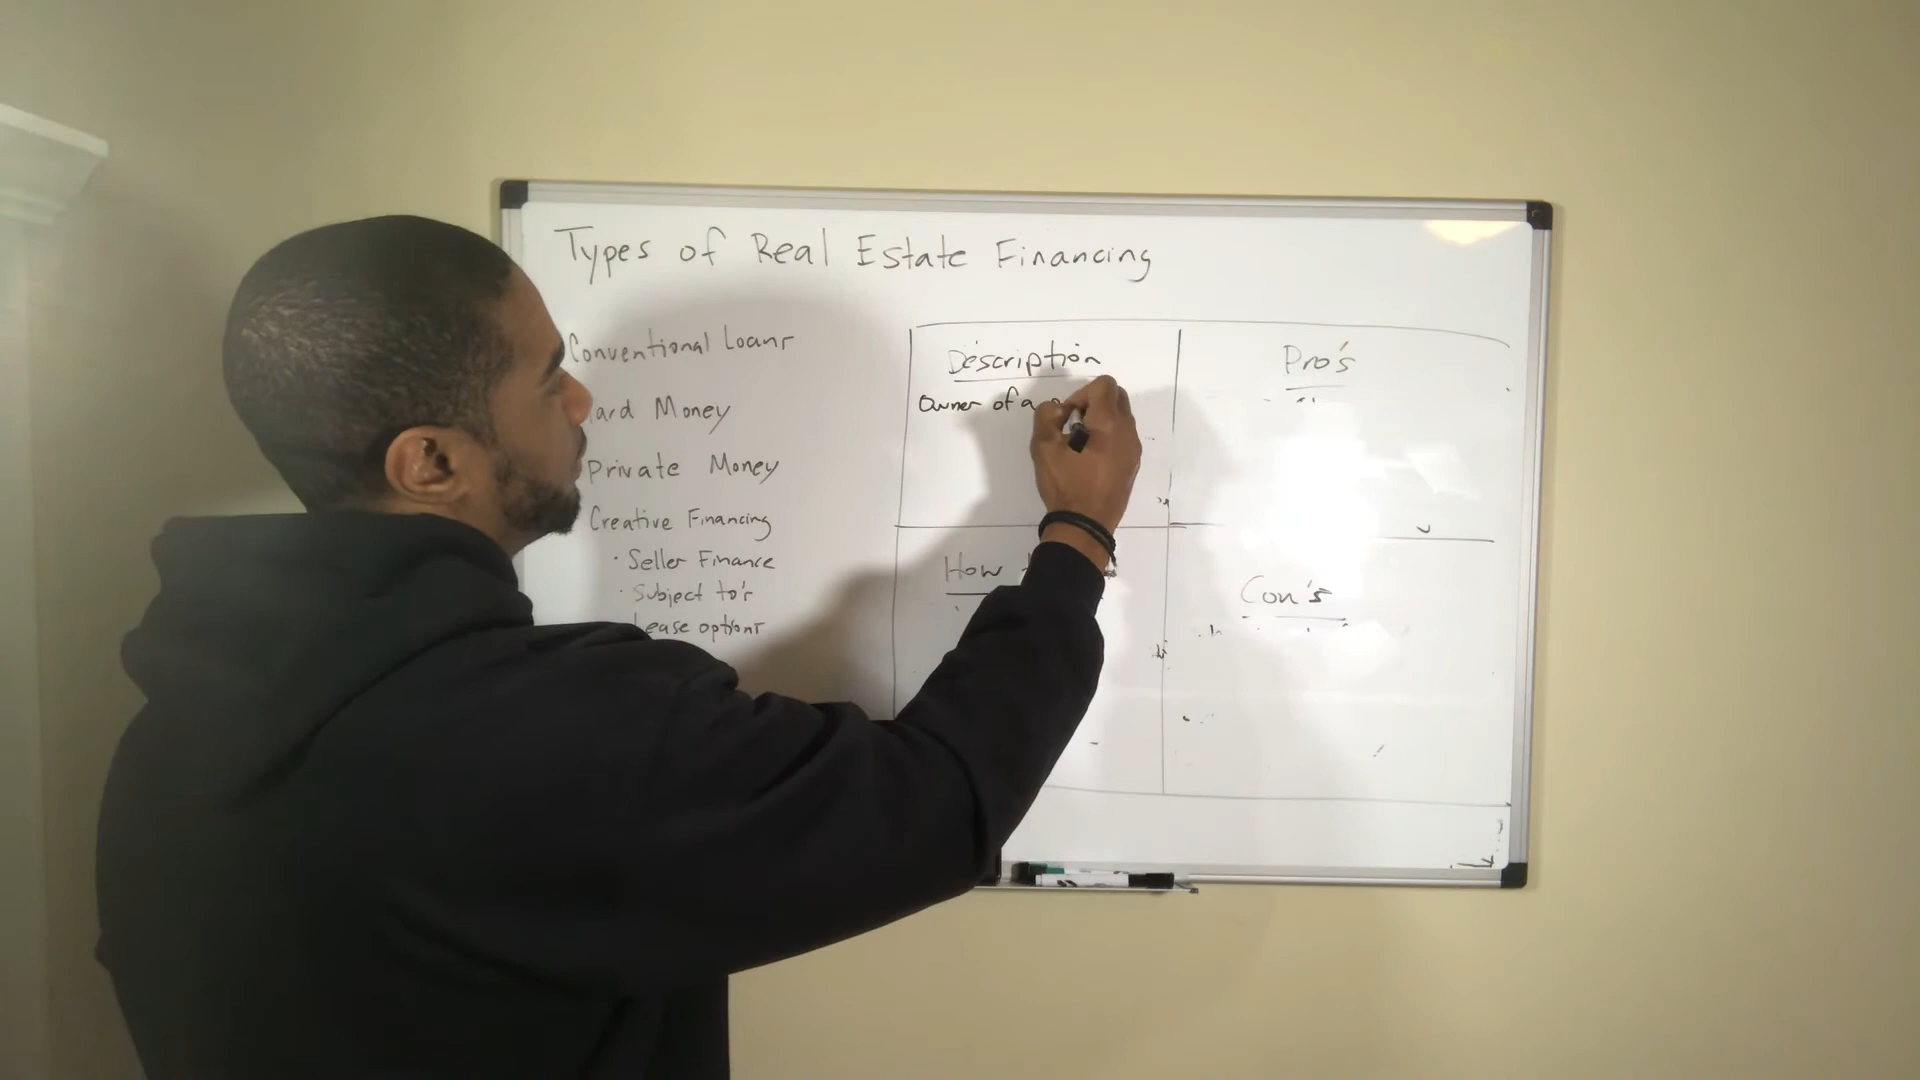 Types of Real Estate Financing
Conventional Loans
Money
Private Money
Creative Financing
· Seller Finance
· Subject to's
Lease options
Description
Owner of a
Pro's
How
Con's